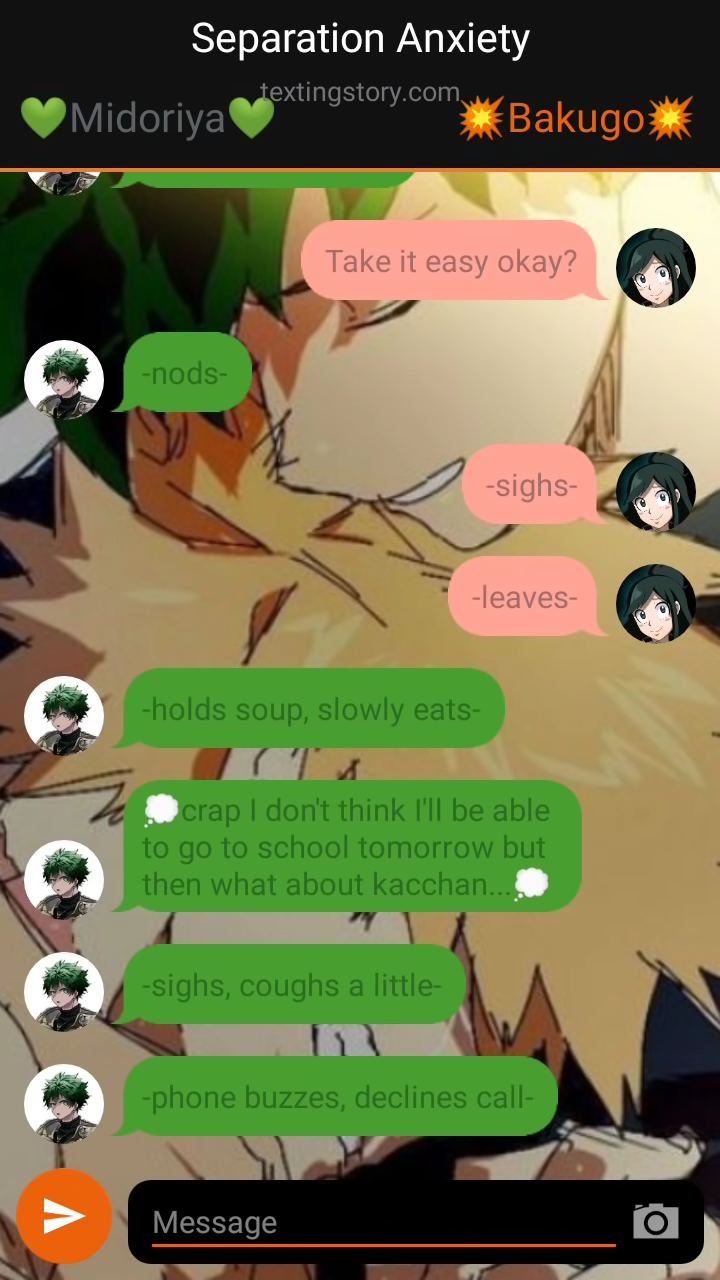 Separation Anxiety
textingstory.com
💚Midoriya💚
💥Bakugo💥
Take it easy okay?
-nods-
-sighs-
-leaves-
-holds soup, slowly eats-
💭crap I don't think I'll be able
to go to school tomorrow but
then what about kacchan...💭
-sighs, coughs a little-
-phone buzzes, declines call-
Message